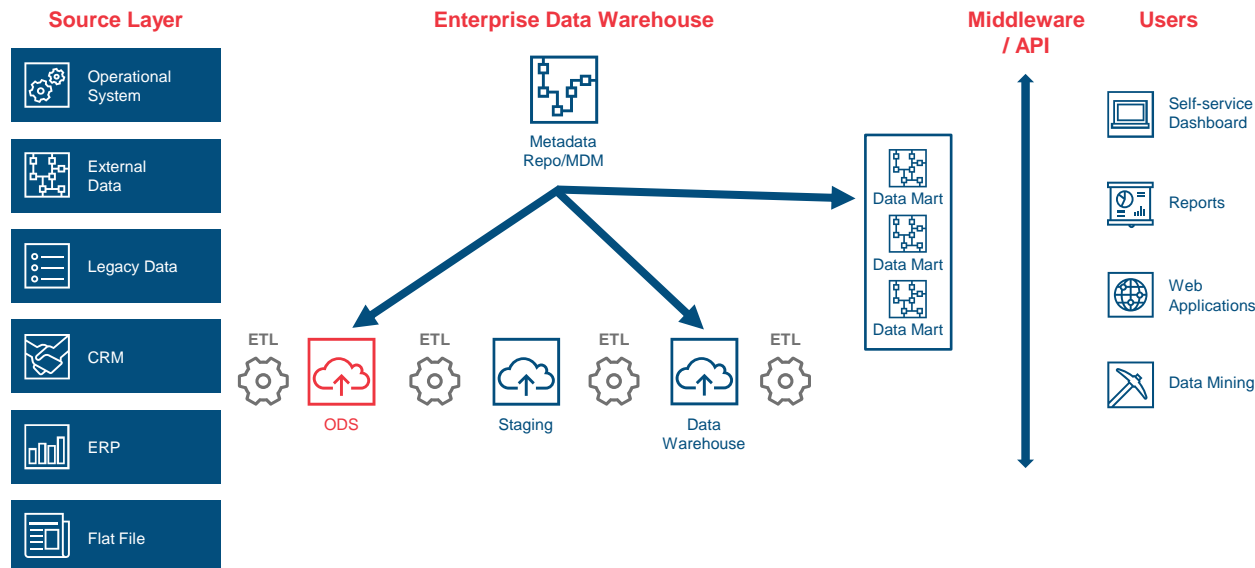 Source Layer
Enterprise Data Warehouse
Middleware
/ API
Users
Operational
System
External
Data
Legacy Data
CRM
ERP
Flat File
Metadata
Repo/MDM
ETL
ODS
ETL
Staging
ETL
Data
Warehouse
ETL
Data Mart
Data Mart
Data Mart
Self-service
Dashboard
Reports
Web
Applications
Data Mining